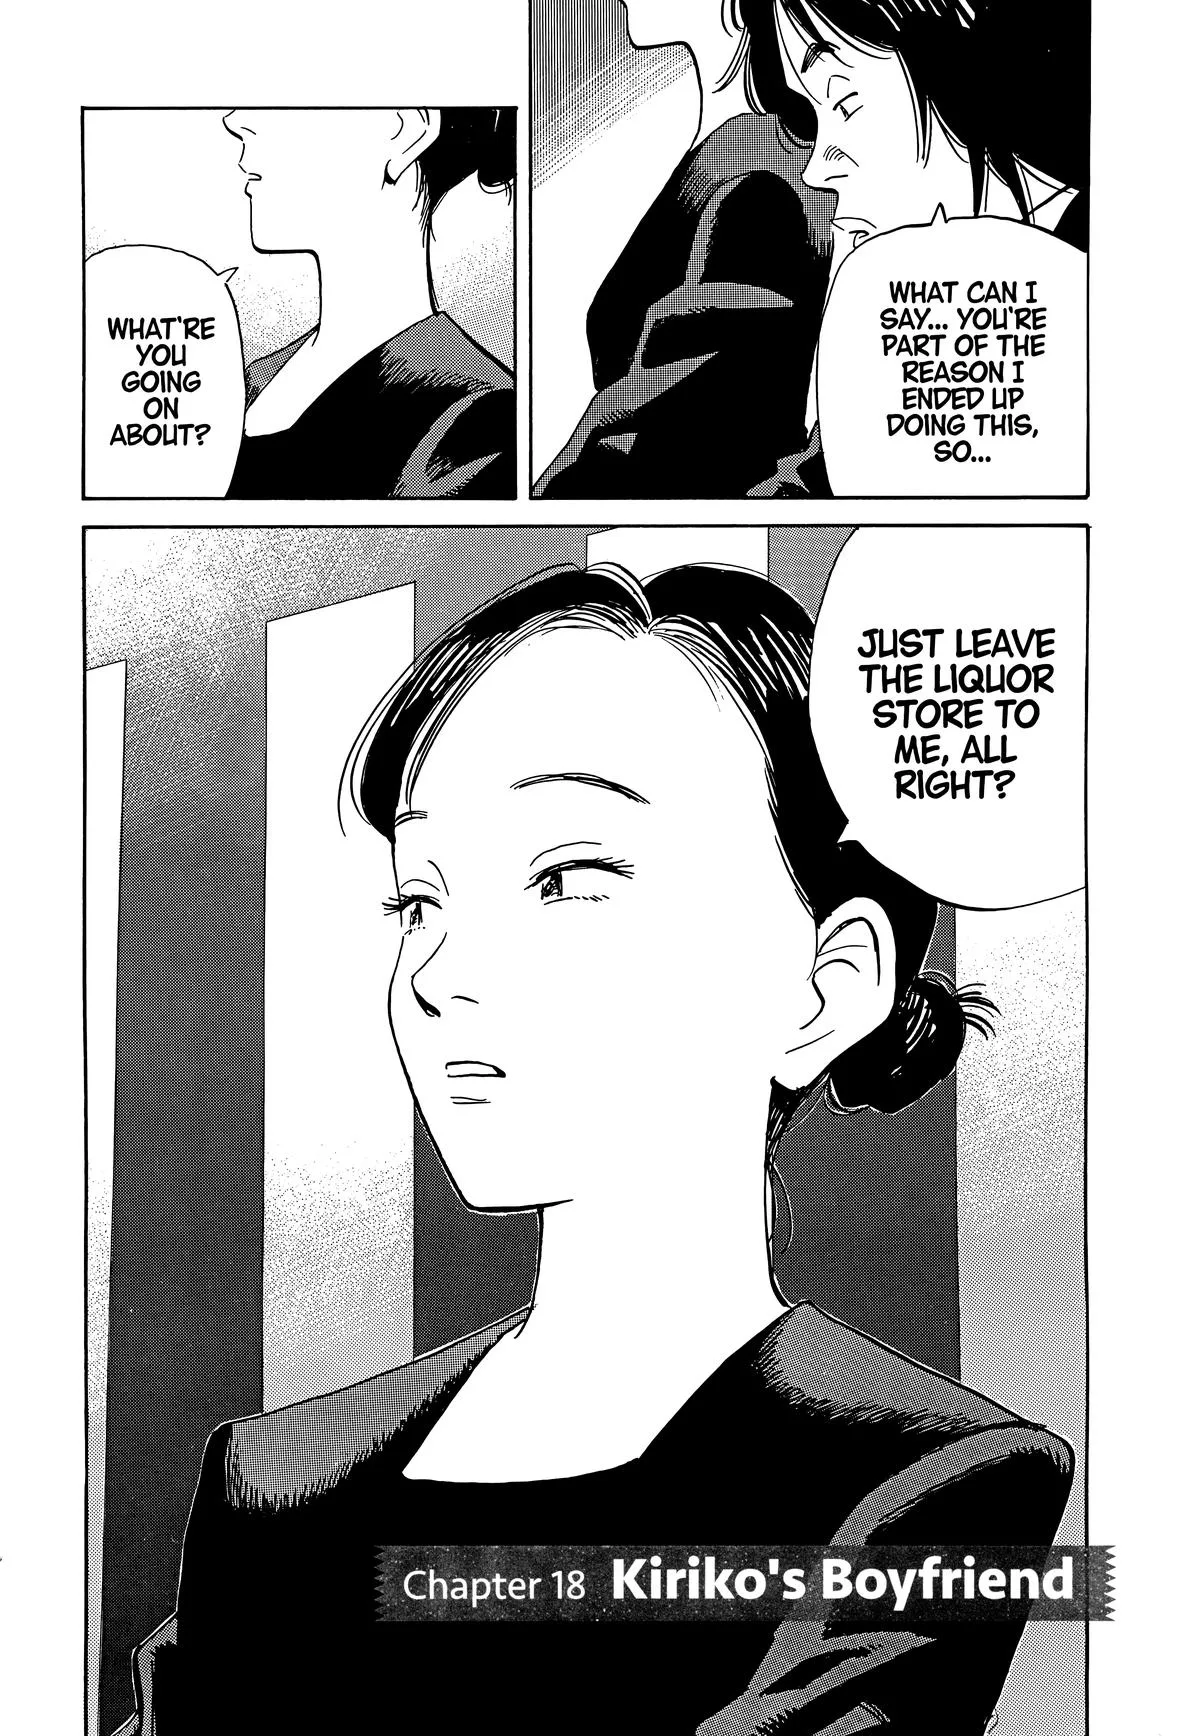 WHAT CAN I
SAY... YOU'RE
PART OF THE
REASON I
ENDED UP
DOING THIS,
SO...
WHAT'RE
YOU
GOING
ON
ABOUT?
JUST LEAVE
THE LIQUOR
STORE TO
ME, ALL
RIGHT?
Chapter 18 Kiriko's Boyfriend